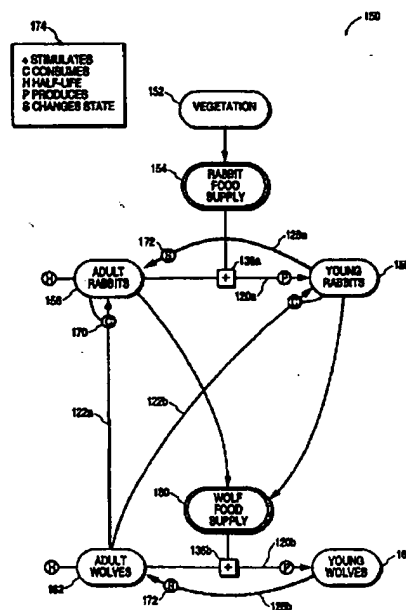 174
150
+ STIMULATES
C CONSUMES
H HALF-LIFE
P PRODUCES
S CHANGES STATE
152
VEGETATION
154
RABBIT
FOOD
SUPPLY
172
S
128a
136a
H
ADULT
RABBITS
+
P
YOUNG
RABBITS
156
120a
C
C
170
122a
122b
160
WOLF
FOOD
SUPPLY
136b
120b
H
ADULT
WOLVES
+
P
YOUNG
WOLVES
162
S
172
128b